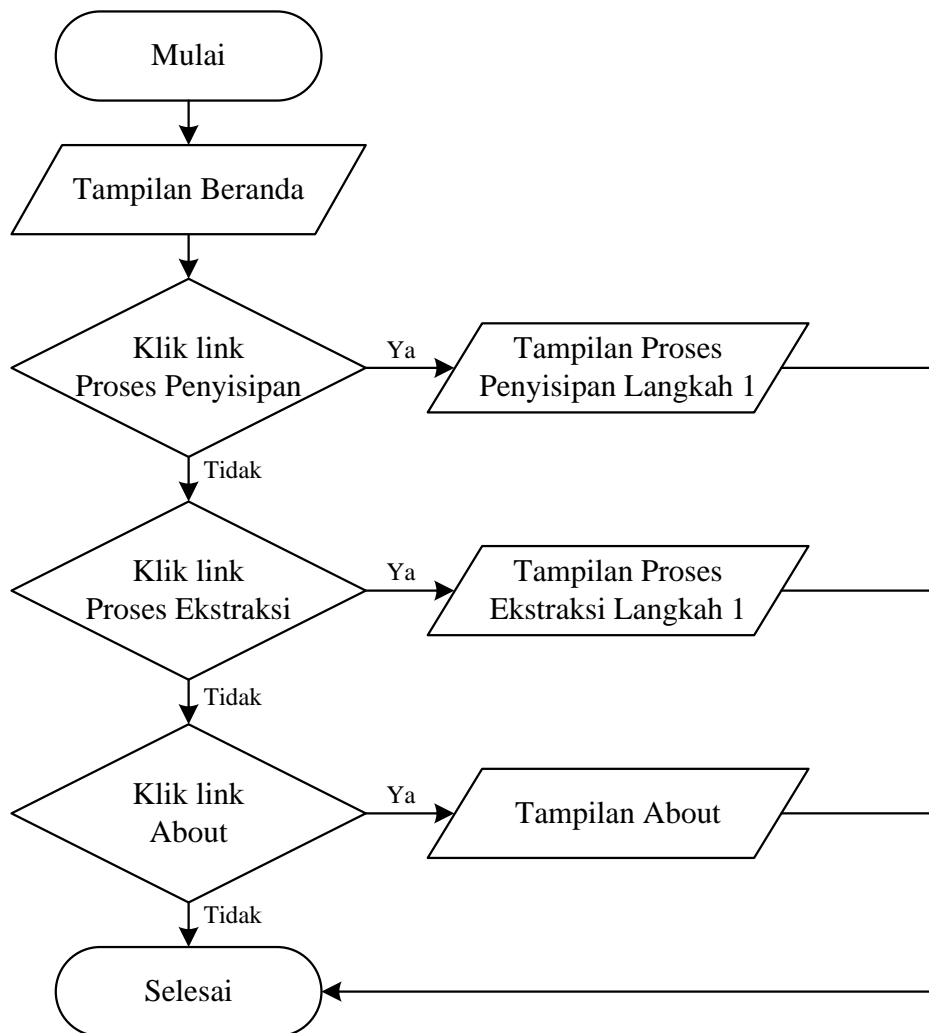 Mulai
Tampilan Beranda
Klik link
Proses Penyisipan
Ya
Tampilan Proses
Penyisipan Langkah 1
Tidak
Klik link
Proses Ekstraksi
Ya
Tampilan Proses
Ekstraksi Langkah 1
Tidak
Klik link
About
Ya
Tampilan About
Tidak
Selesai